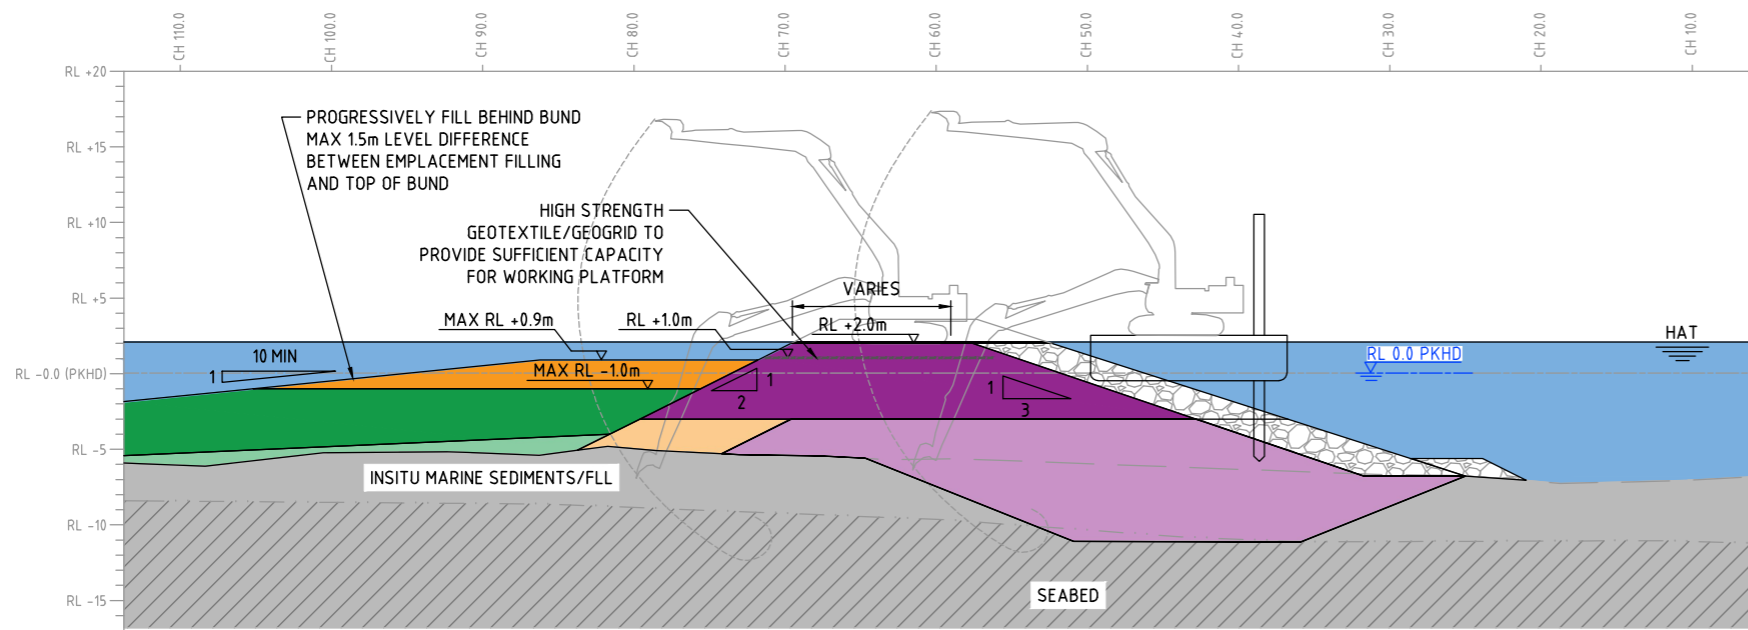 CH 110.0
CH 100.0
CH 90.0
CH 80.0
CH 70.0
CH 60.0
CH 50.0
CH 40.0
CH 30.0
CH 20.0
CH 10.0
RL +20
RL +15
RL +10
RL +5
RL -0.0 (PKHD)
RL -5
RL -10
RL -15
PROGRESSIVELY FILL BEHIND BUND
MAX 1.5m LEVEL DIFFERENCE
BETWEEN EMPLACEMENT FILLING
AND TOP OF BUND
HIGH STRENGTH
GEOTEXTILE/GEOGRID TO
PROVIDE SUFFICIENT CAPACITY
FOR WORKING PLATFORM
VARIES
MAX RL +0.9m
RL +1.0m
RL +2.0m
HAT
10 MIN
1
MAX RL -1.0m
1
2
1
3
RL 0.0 PKHD
INSITU MARINE SEDIMENTS/FLL
SEABED